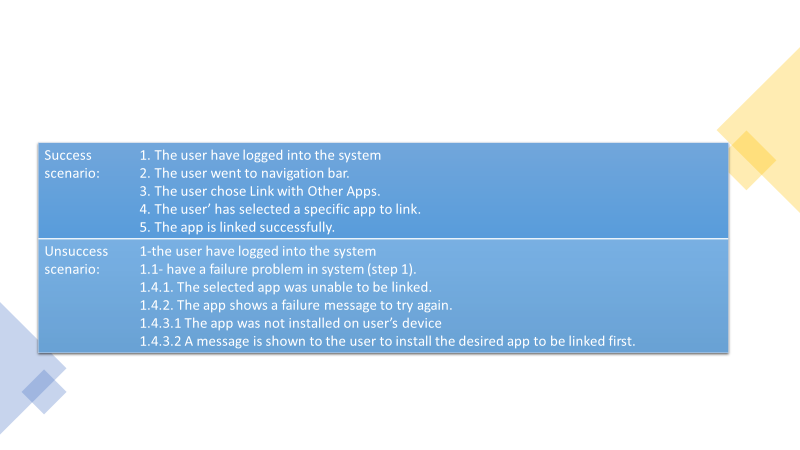 Success scenario:
1. The user have logged into the system
2. The user went to navigation bar.
3. The user chose Link with Other Apps.
4. The user’ has selected a specific app to link.
5. The app is linked successfully.
Unsuccess scenario:
1-the user have logged into the system
1.1- have a failure problem in system (step 1).
1.4.1. The selected app was unable to be linked.
1.4.2. The app shows a failure message to try again.
1.4.3.1 The app was not installed on user’s device
1.4.3.2 A message is shown to the user to install the desired app to be linked first.